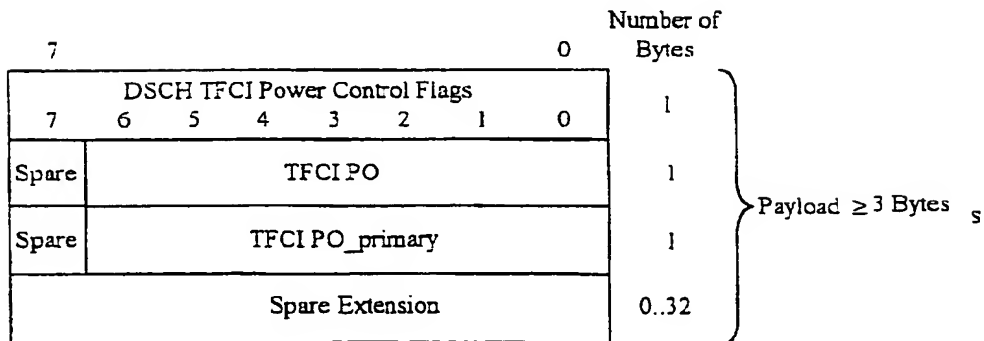 Number of
7 0 Bytes
DSCH TFCI Power Control Flags 1
7 6 5 4 3 2 1 0
Spare TFCI PO 1
Payload ≥ 3 Bytes s
Spare TFCI PO_primary 1
Spare Extension 0..32